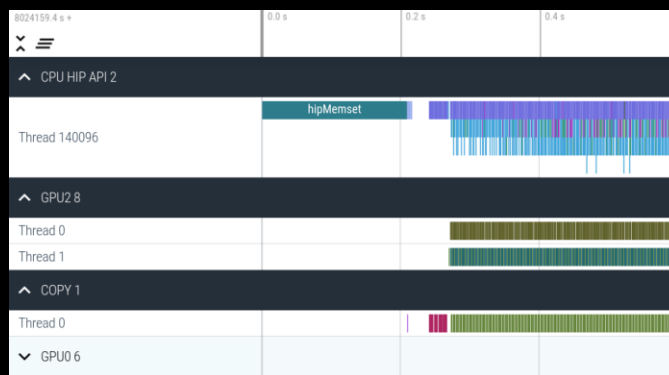 8024159.4 s +
0.0 s
0.2 s
0.4 s
CPU HIP API 2
hipMemset
Thread 140096
GPU2 8
Thread 0
Thread 1
COPY 1
Thread 0
GPU0 6